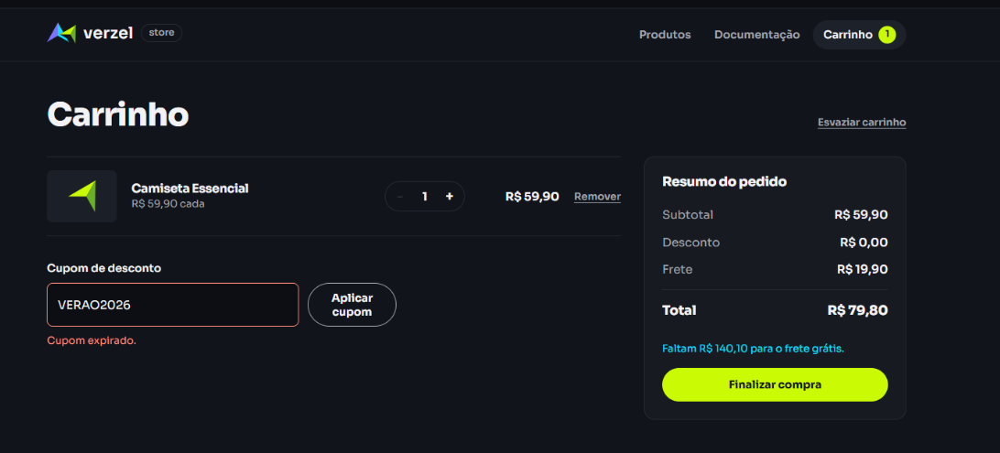 verzel store
Produtos Documentação Carrinho 1
Carrinho
Esvaziar carrinho
Camiseta Essencial
R$ 59,90 cada
− 1 +
R$ 59,90 Remover
Cupom de desconto
VERAO2026
Aplicar
cupom
Cupom expirado.
Resumo do pedido
Subtotal R$ 59,90
Desconto R$ 0,00
Frete R$ 19,90
Total R$ 79,80
Faltam R$ 140,10 para o frete grátis.
Finalizar compra